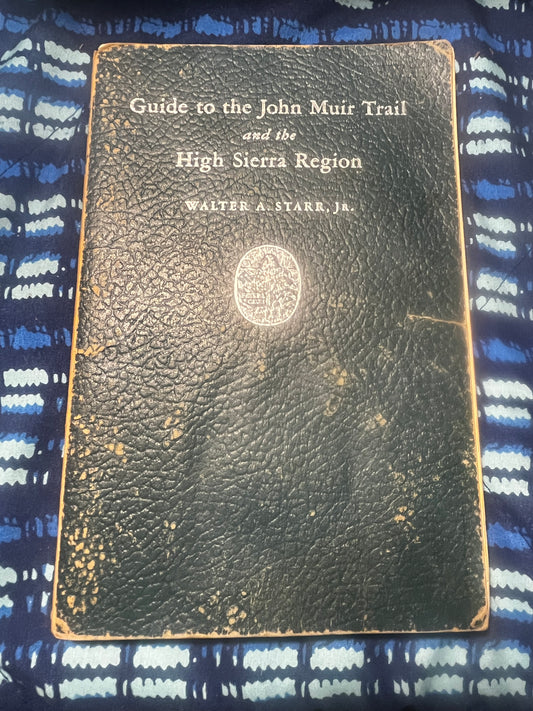 Guide to the John Muir Trail
and the
High Sierra Region
WALTER A. STARR, JR.